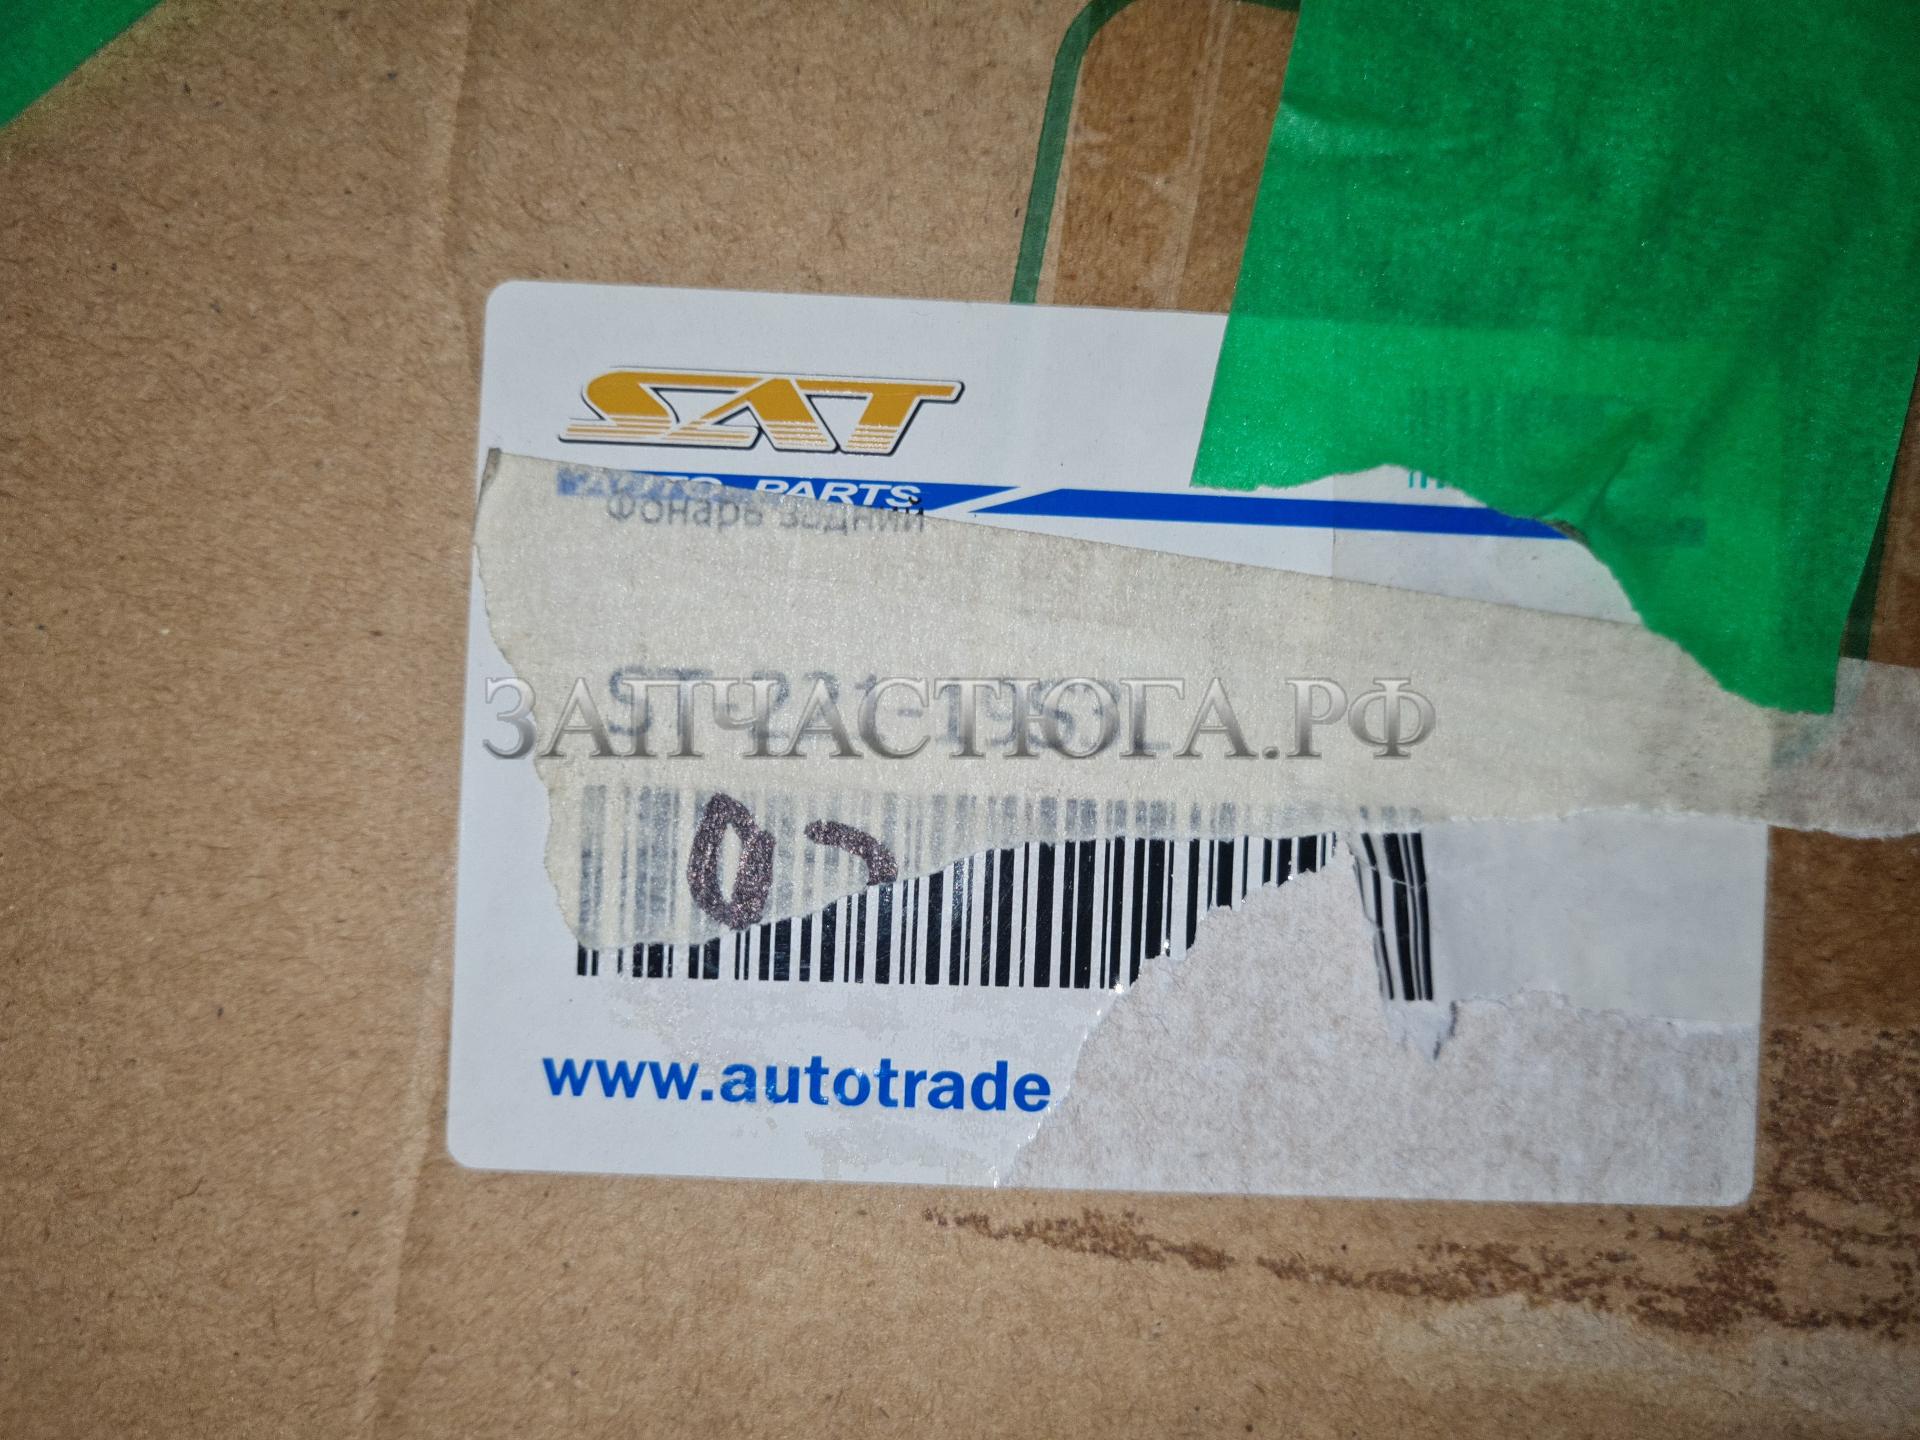 SAT
AUTO PARTS
Фонарь задний
ЗАПЧАСТЮГА.РФ
www.autotrade